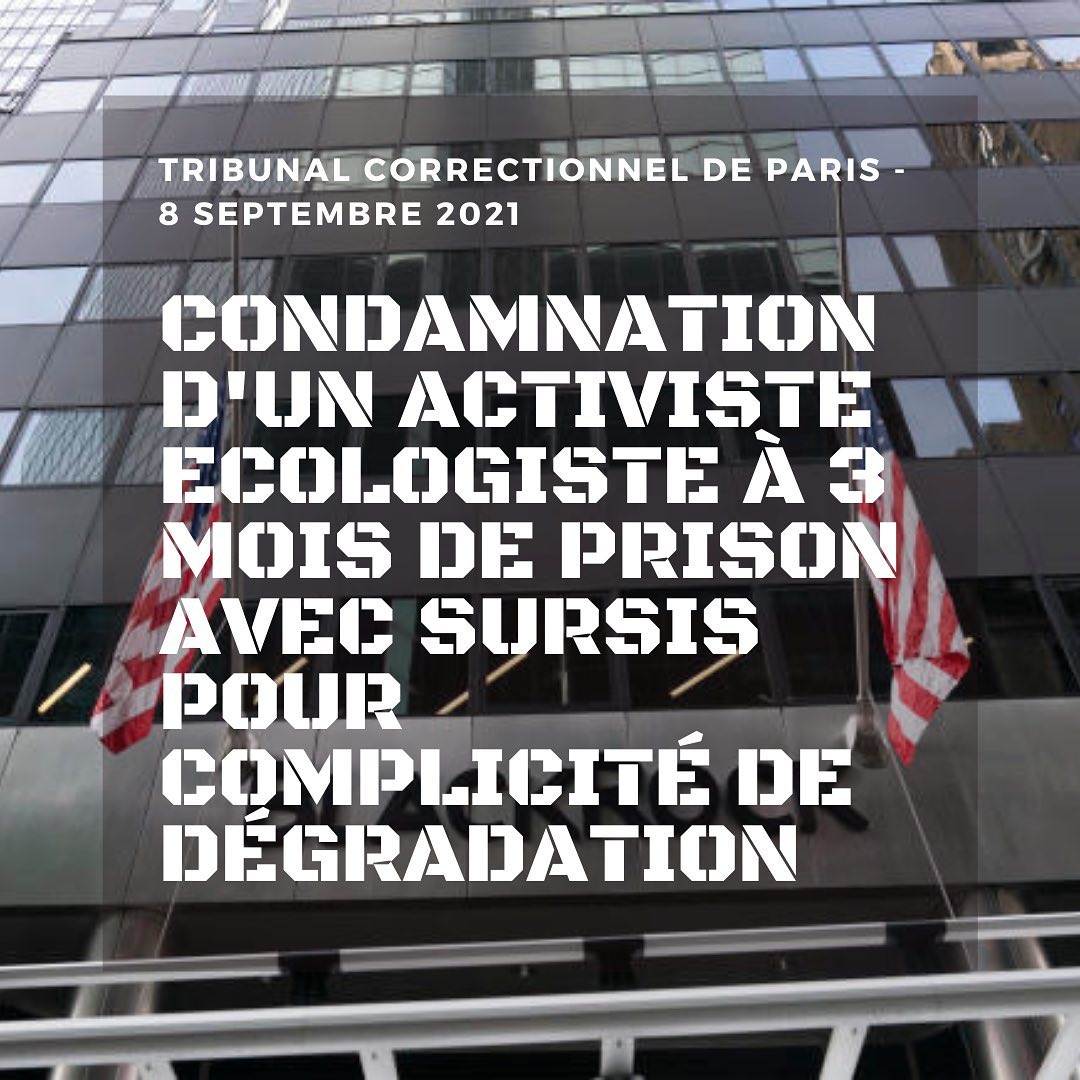 TRIBUNAL CORRECTIONNEL DE PARIS -
8 SEPTEMBRE 2021
CONDAMNATION
D'UN ACTIVISTE
ECOLOGISTE À 3
MOIS DE PRISON
AVEC SURSIS
POUR
COMPLICITÉ DE
DÉGRADATION